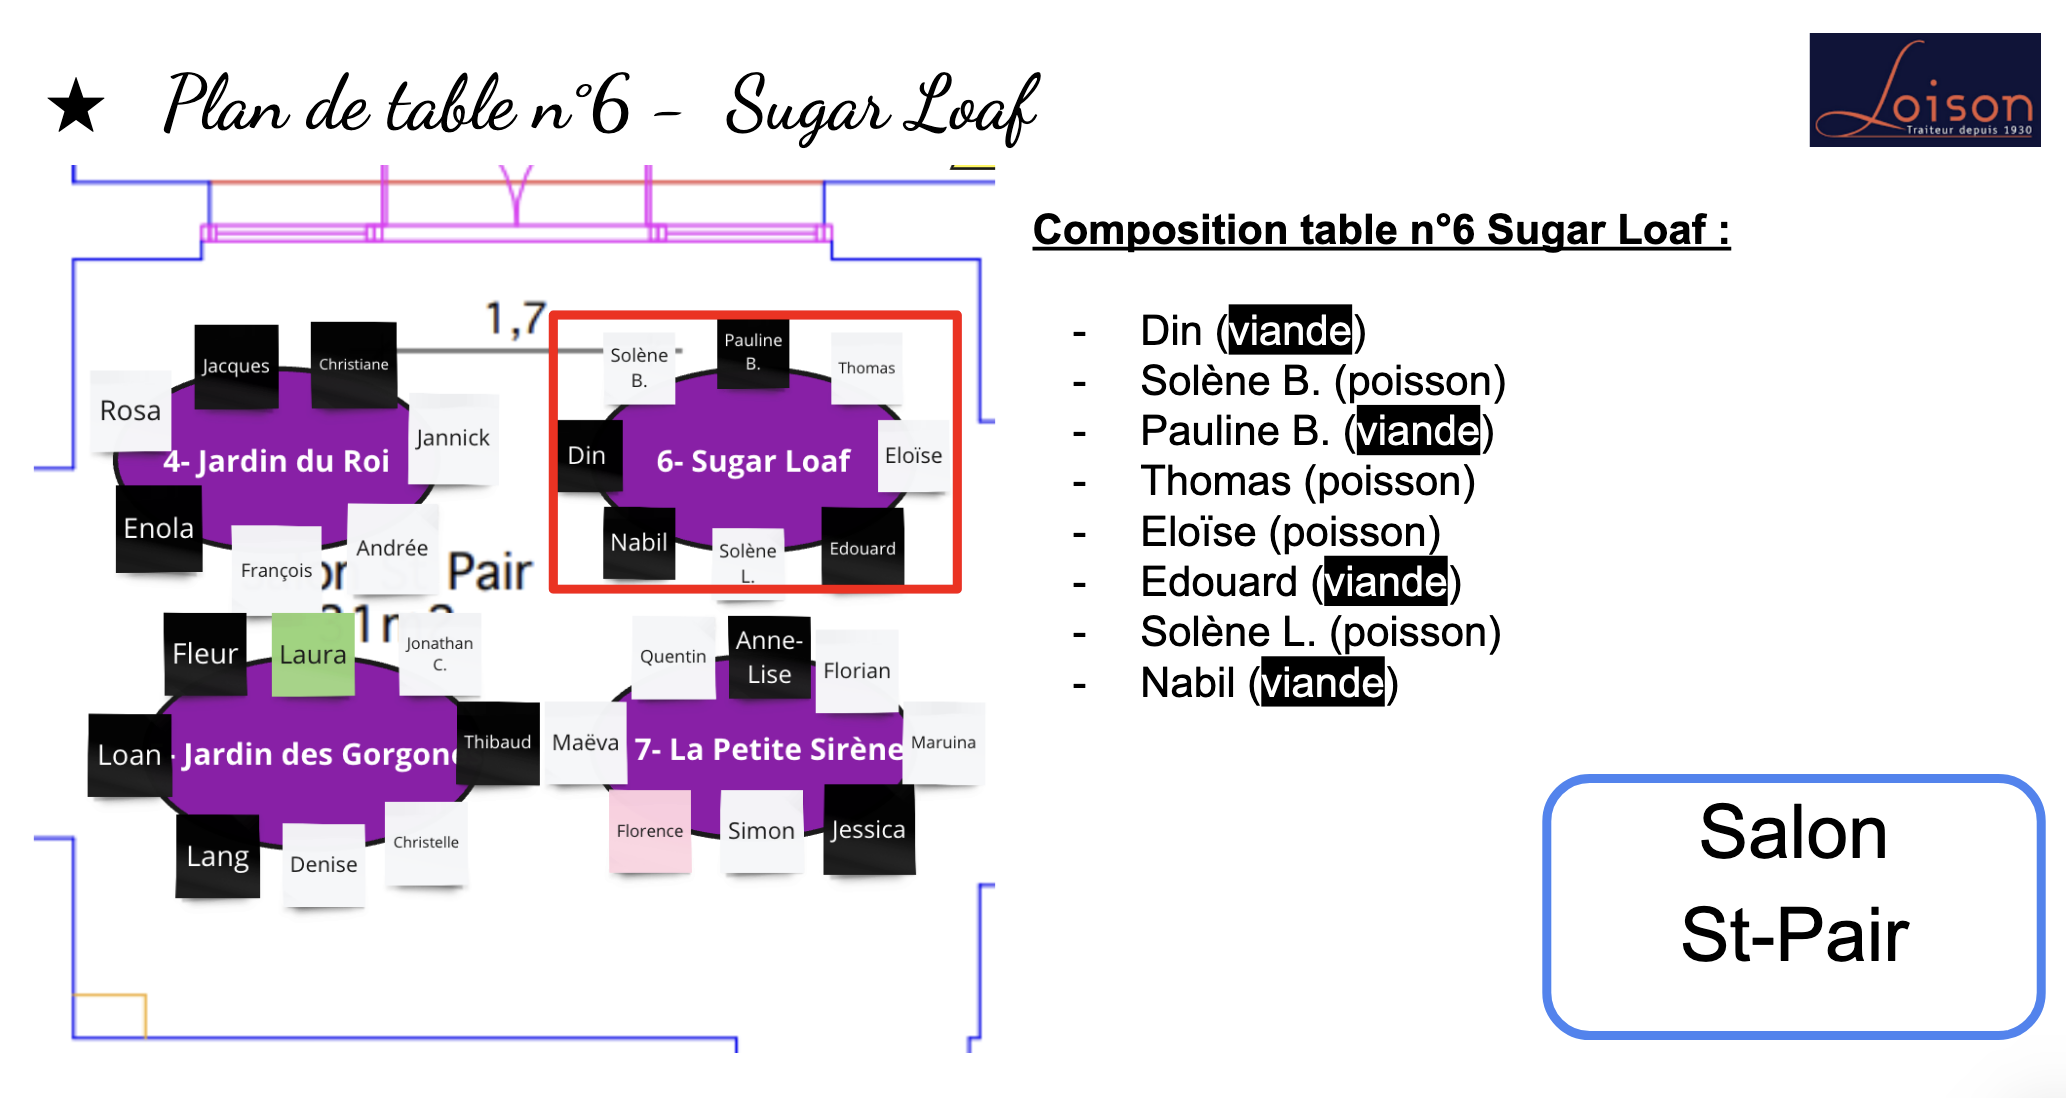 ★ Plan de table n°6 - Sugar Loaf
Loison
Traiteur depuis 1930
1,7
Jacques
Christiane
Rosa
Jannick
4- Jardin du Roi
Enola
François
Andrée
Pair
Solène
B.
Pauline
B.
Thomas
Din
6- Sugar Loaf
Eloïse
Nabil
Solène
L.
Edouard
Fleur
Laura
Jonathan
C.
Loan
- Jardin des Gorgone
Thibaud
Lang
Denise
Christelle
Quentin
Anne-
Lise
Florian
Maëva
7- La Petite Sirène
Maruina
Florence
Simon
Jessica
Composition table n°6 Sugar Loaf :
- Din (viande)
- Solène B. (poisson)
- Pauline B. (viande)
- Thomas (poisson)
- Eloïse (poisson)
- Edouard (viande)
- Solène L. (poisson)
- Nabil (viande)
Salon
St-Pair